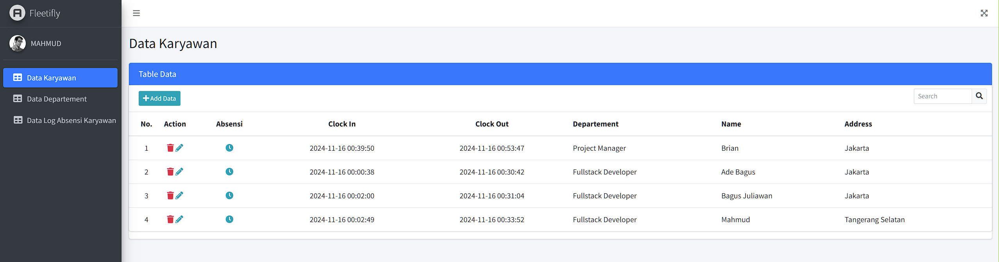 Fleetifly
MAHMUD
Data Karyawan
Data Departement
Data Log Absensi Karyawan
Data Karyawan
Table Data
Add Data
Search
No. Action Absensi Clock In Clock Out Departement Name Address
1 2024-11-16 00:39:50 2024-11-16 00:53:47 Project Manager Brian Jakarta
2 2024-11-16 00:00:38 2024-11-16 00:30:42 Fullstack Developer Ade Bagus Jakarta
3 2024-11-16 00:02:00 2024-11-16 00:31:04 Fullstack Developer Bagus Juliawan Jakarta
4 2024-11-16 00:02:49 2024-11-16 00:33:52 Fullstack Developer Mahmud Tangerang Selatan